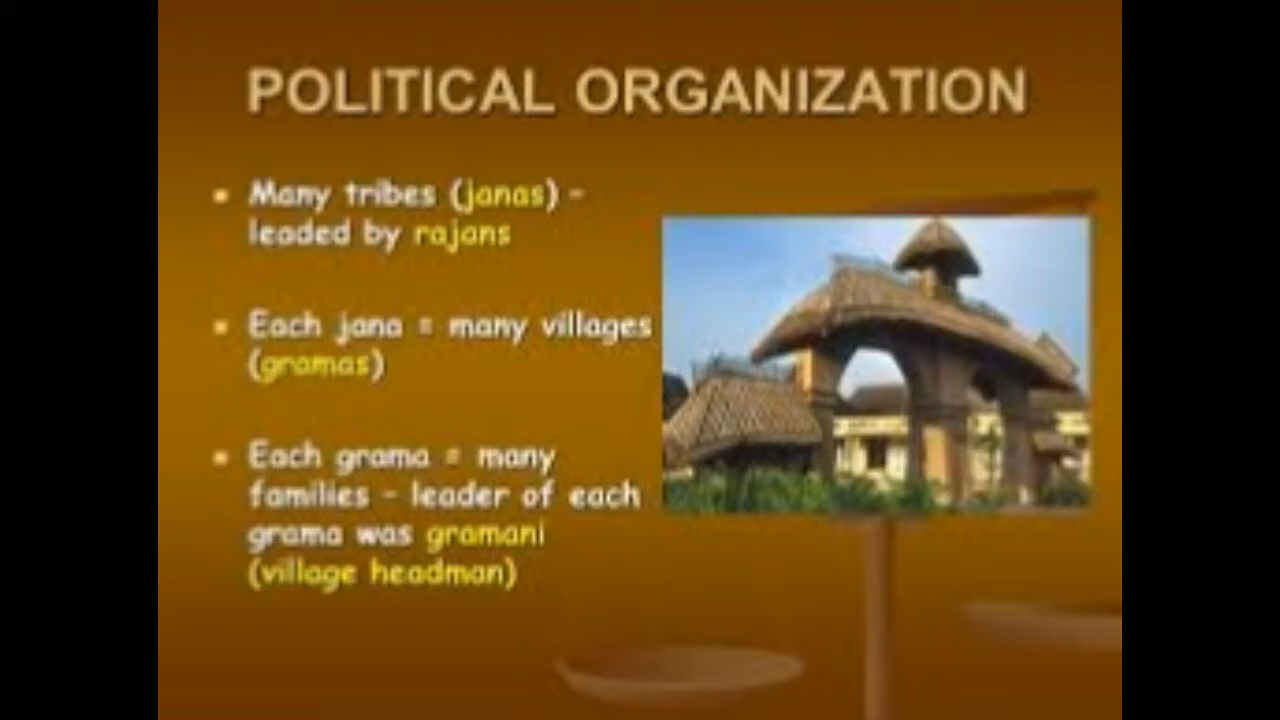 POLITICAL ORGANIZATION
Many tribes (janas) -
leaded by rajans
Each jana = many villages
(gramas)
Each grama = many
families - leader of each
grama was gramani
(village headman)